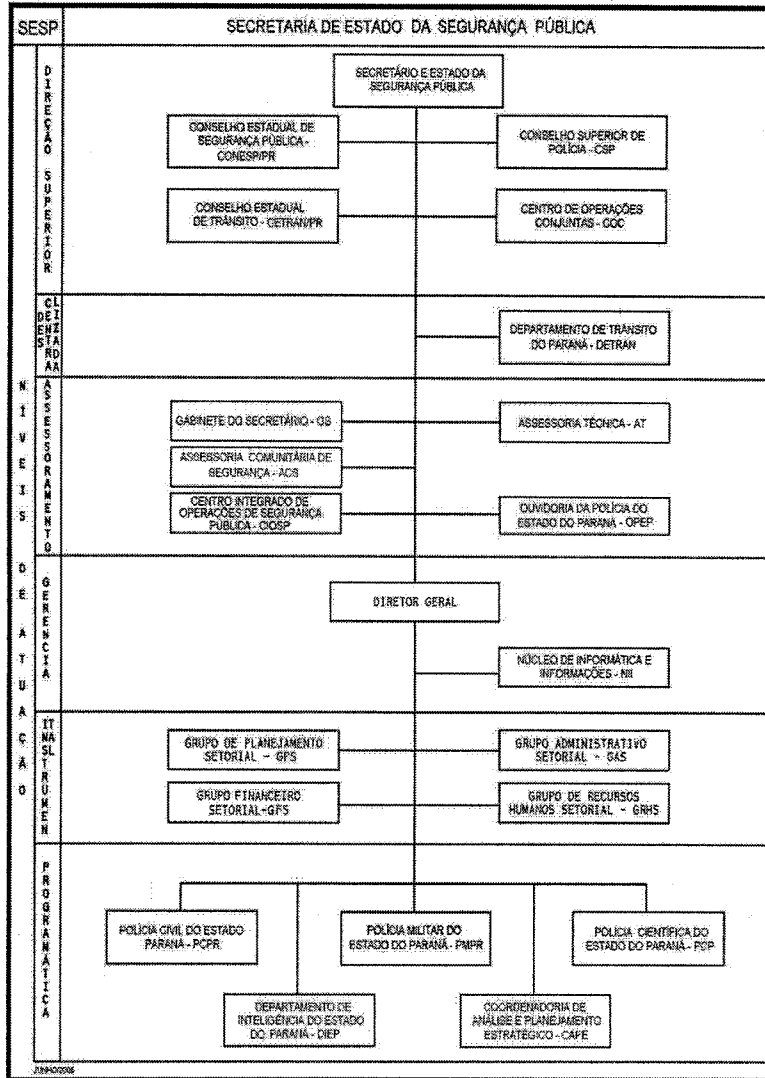 SESP
SECRETARIA DE ESTADO DA SEGURANÇA PÚBLICA
NÍVEIS DE ATUAÇÃO
DIREÇÃO SUPERIOR
SECRETÁRIO E ESTADO DA
SEGURANÇA PÚBLICA
CONSELHO ESTADUAL DE
SEGURANÇA PÚBLICA -
CONESP/PR
CONSELHO SUPERIOR DE
POLÍCIA - CSP
CONSELHO ESTADUAL
DE TRÂNSITO - CETRAN/PR
CENTRO DE OPERAÇÕES
CONJUNTAS - COC
DESCENTRALIZADA
DEPARTAMENTO DE TRÂNSITO
DO PARANÁ - DETRAN
ASSESSORAMENTO
GABINETE DO SECRETÁRIO - GS
ASSESSORIA TÉCNICA - AT
ASSESSORIA COMUNITÁRIA DE
SEGURANÇA - ACS
CENTRO INTEGRADO DE
OPERAÇÕES DE SEGURANÇA
PÚBLICA - CIOSP
OUVIDORIA DA POLÍCIA DO
ESTADO DO PARANÁ - OPEP
GERENCIA
DIRETOR GERAL
NÚCLEO DE INFORMÁTICA E
INFORMAÇÕES - NII
INSTRUMENTAL
GRUPO DE PLANEJAMENTO
SETORIAL - GPS
GRUPO ADMINISTRATIVO
SETORIAL - GAS
GRUPO FINANCEIRO
SETORIAL-GFS
GRUPO DE RECURSOS
HUMANOS SETORIAL - GRHS
PROGRAMÁTICA
POLÍCIA CIVIL DO ESTADO
PARANÁ - PCPR
POLÍCIA MILITAR DO
ESTADO DO PARANÁ - PMPR
POLÍCIA CIENTÍFICA DO
ESTADO DO PARANÁ - PCP
DEPARTAMENTO DE
INTELIGÊNCIA DO ESTADO
DO PARANÁ - DIEP
COORDENADORIA DE
ANÁLISE E PLANEJAMENTO
ESTRATÉGICO - CAPE